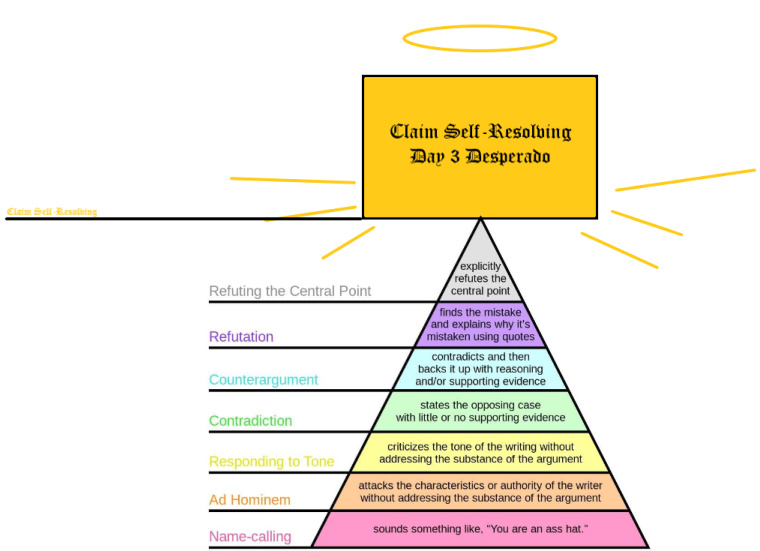 Claim Self-Resolving
Day 3 Desperado
Claim Self-Resolving
explicitly
refutes the
central point
Refuting the Central Point
finds the mistake
and explains why it's
mistaken using quotes
Refutation
contradicts and then
backs it up with reasoning
and/or supporting evidence
Counterargument
states the opposing case
with little or no supporting evidence
Contradiction
criticizes the tone of the writing without
addressing the substance of the argument
Responding to Tone
attacks the characteristics or authority of the writer
without addressing the substance of the argument
Ad Hominem
sounds something like, "You are an ass hat."
Name-calling